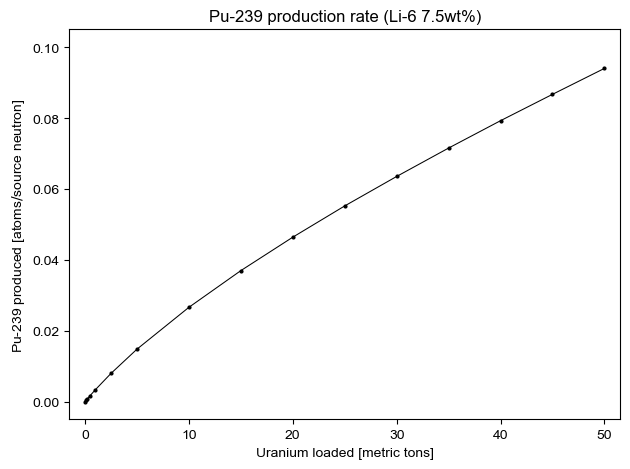 Pu-239 production rate (Li-6 7.5wt%)
Pu-239 produced [atoms/source neutron]
0.10
0.08
0.06
0.04
0.02
0.00
0 10 20 30 40 50
Uranium loaded [metric tons]